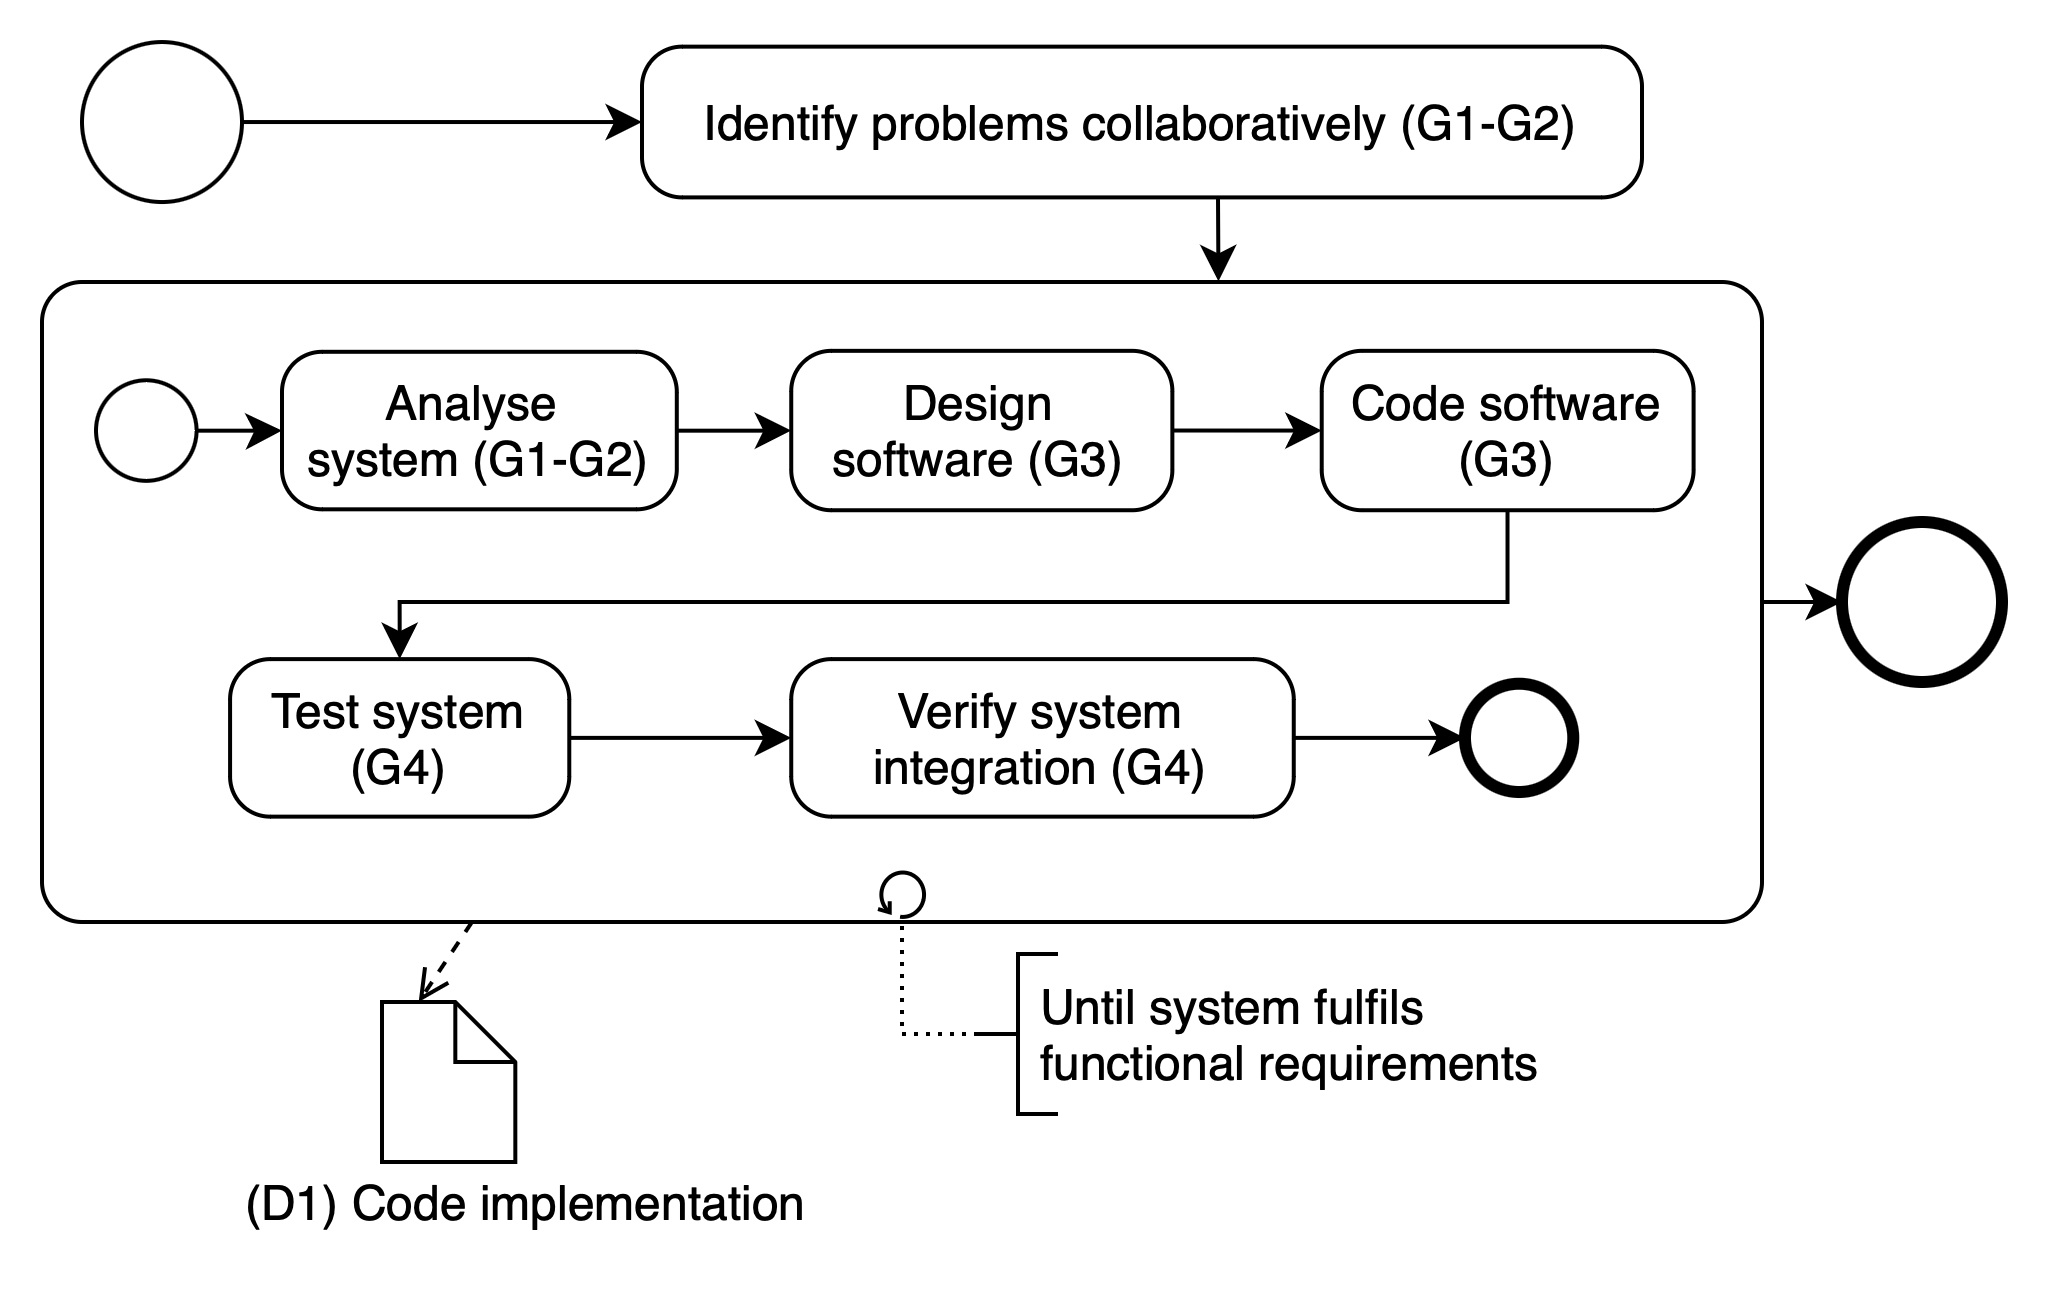 Identify problems collaboratively (G1-G2)
Analyse
system (G1-G2)
Design
software (G3)
Code software
(G3)
Test system
(G4)
Verify system
integration (G4)
Until system fulfils
functional requirements
(D1) Code implementation